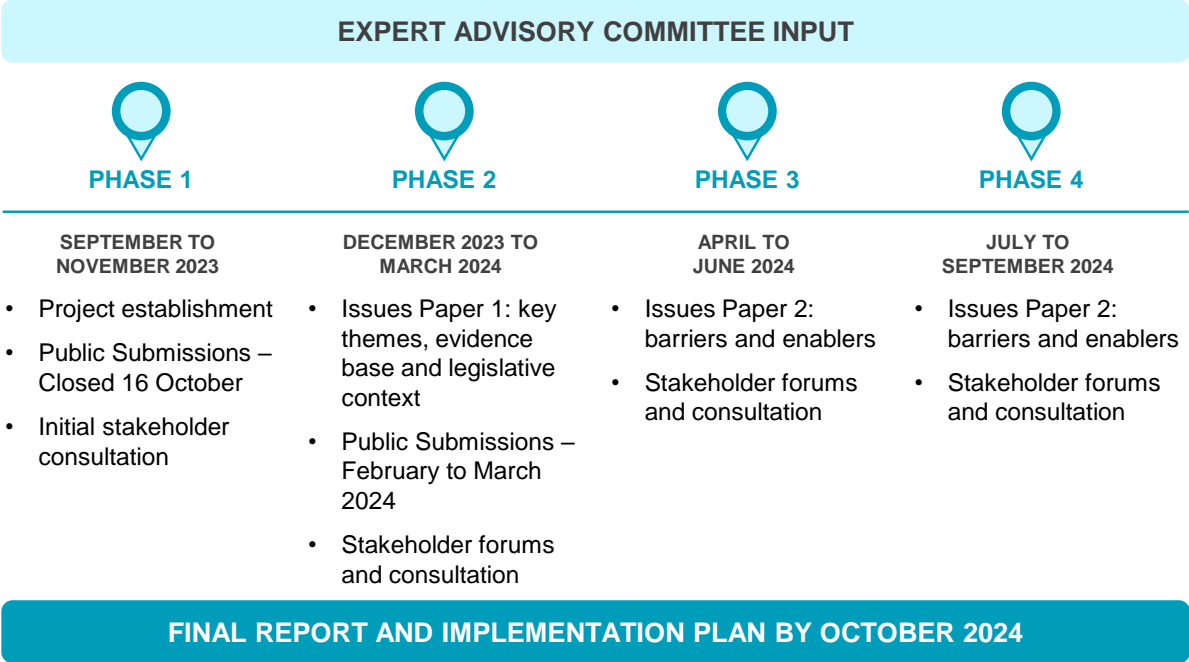 EXPERT ADVISORY COMMITTEE INPUT
PHASE 1
SEPTEMBER TO
NOVEMBER 2023
• Project establishment
• Public Submissions –
Closed 16 October
• Initial stakeholder
consultation
PHASE 2
DECEMBER 2023 TO
MARCH 2024
• Issues Paper 1: key
themes, evidence
base and legislative
context
• Public Submissions –
February to March
2024
• Stakeholder forums
and consultation
PHASE 3
APRIL TO
JUNE 2024
• Issues Paper 2:
barriers and enablers
• Stakeholder forums
and consultation
PHASE 4
JULY TO
SEPTEMBER 2024
• Issues Paper 2:
barriers and enablers
• Stakeholder forums
and consultation
FINAL REPORT AND IMPLEMENTATION PLAN BY OCTOBER 2024